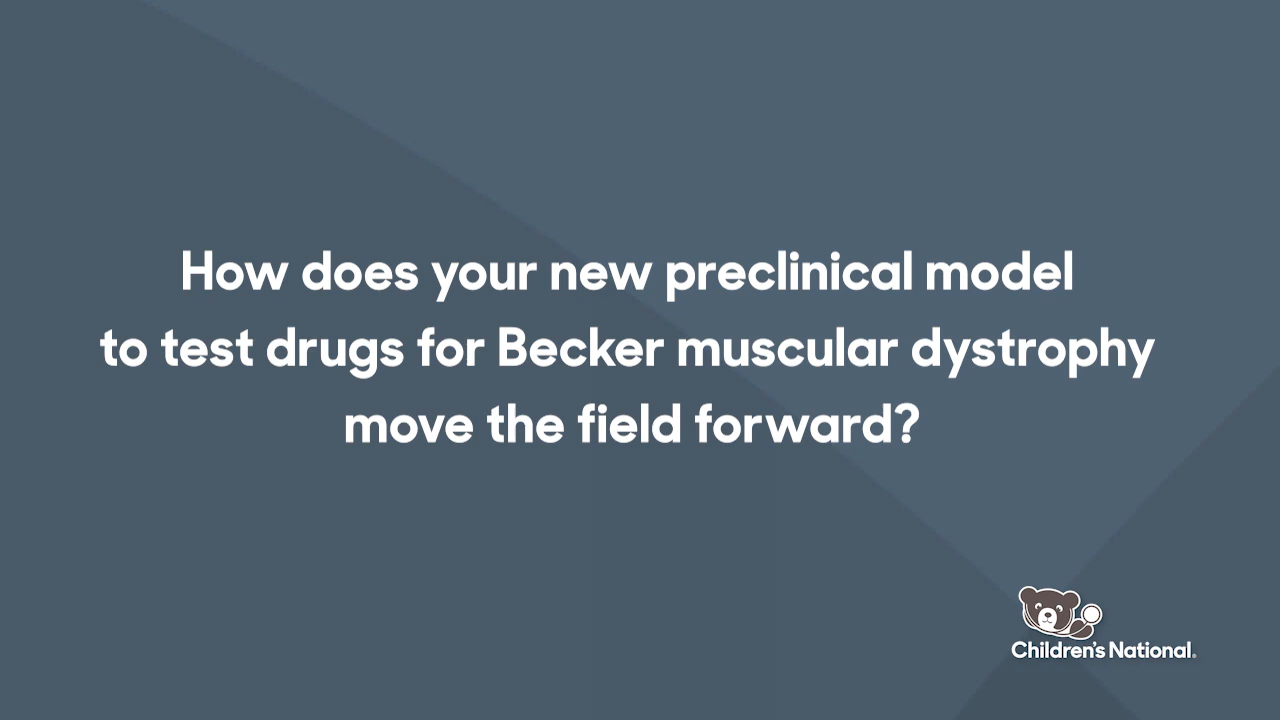 How does your new preclinical model
to test drugs for Becker muscular dystrophy
move the field forward?
Children's National®